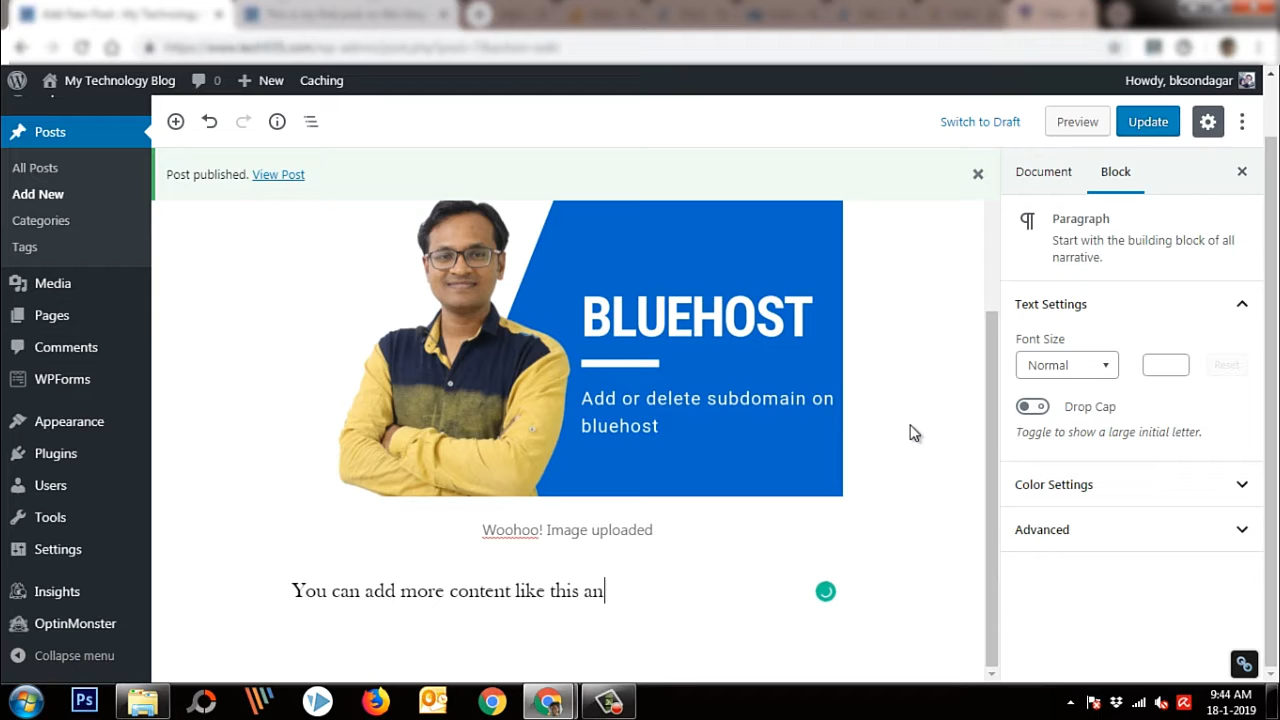 My Technology Blog
0
New
Caching
Howdy, bksondagar
Posts
All Posts
Add New
Categories
Tags
Media
Pages
Comments
WPForms
Appearance
Plugins
Users
Tools
Settings
Insights
OptinMonster
Collapse menu
Switch to Draft
Preview
Update
Post published. View Post
BLUEHOST
Add or delete subdomain on
bluehost
Woohoo! Image uploaded
You can add more content like this an
Document
Block
Paragraph
Start with the building block of all
narrative.
Text Settings
Font Size
Normal
Reset
Drop Cap
Toggle to show a large initial letter.
Color Settings
Advanced
Ps
9:44 AM
18-1-2019